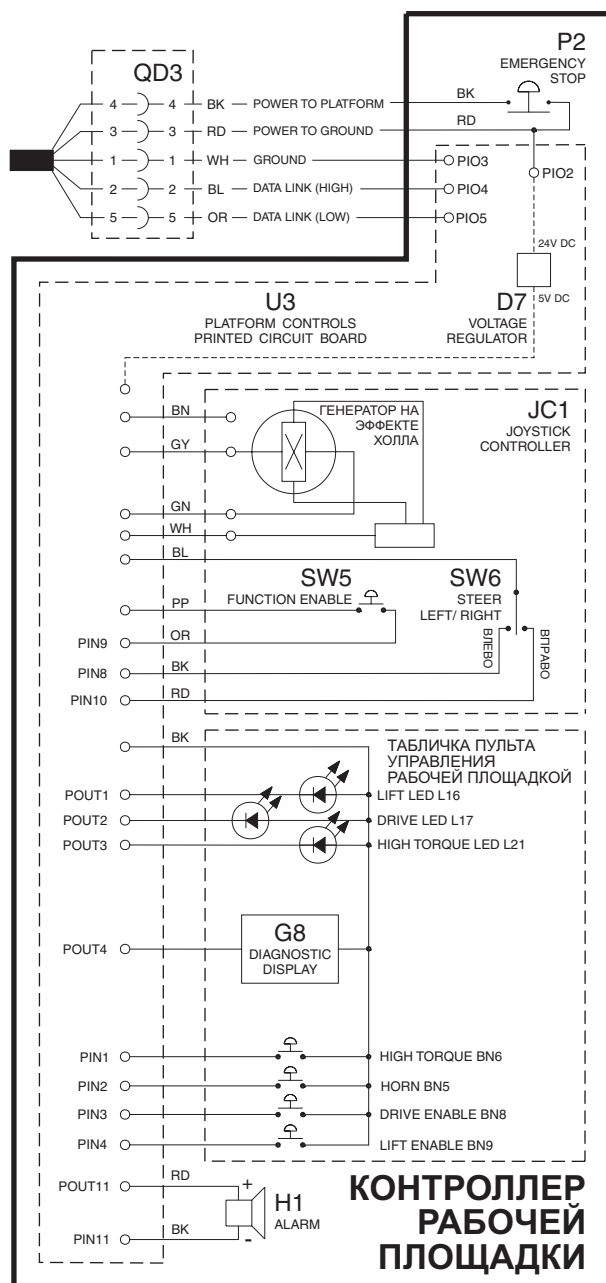 P2
EMERGENCY
STOP
QD3
4 4 BK POWER TO PLATFORM BK
3 3 RD POWER TO GROUND RD
1 1 WH GROUND PIO3
PIO2
2 2 BL DATA LINK (HIGH) PIO4
5 5 OR DATA LINK (LOW) PIO5
24V DC
5V DC
U3
PLATFORM CONTROLS
PRINTED CIRCUIT BOARD
D7
VOLTAGE
REGULATOR
JC1
JOYSTICK
CONTROLLER
ГЕНЕРАТОР НА
ЭФФЕКТЕ
ХОЛЛА
BN
GY
GN
WH
BL
SW5
FUNCTION ENABLE
SW6
STEER
LEFT/ RIGHT
ВЛЕВО
ВПРАВО
PP
PIN9 OR
PIN8 BK
PIN10 RD
BK
ТАБЛИЧКА ПУЛЬТА
УПРАВЛЕНИЯ
РАБОЧЕЙ ПЛОЩАДКОЙ
POUT1 LIFT LED L16
POUT2 DRIVE LED L17
POUT3 HIGH TORQUE LED L21
POUT4
G8
DIAGNOSTIC
DISPLAY
PIN1 HIGH TORQUE BN6
PIN2 HORN BN5
PIN3 DRIVE ENABLE BN8
PIN4 LIFT ENABLE BN9
POUT11 RD +
H1
ALARM
PIN11 BK -
КОНТРОЛЛЕР
РАБОЧЕЙ
ПЛОЩАДКИ